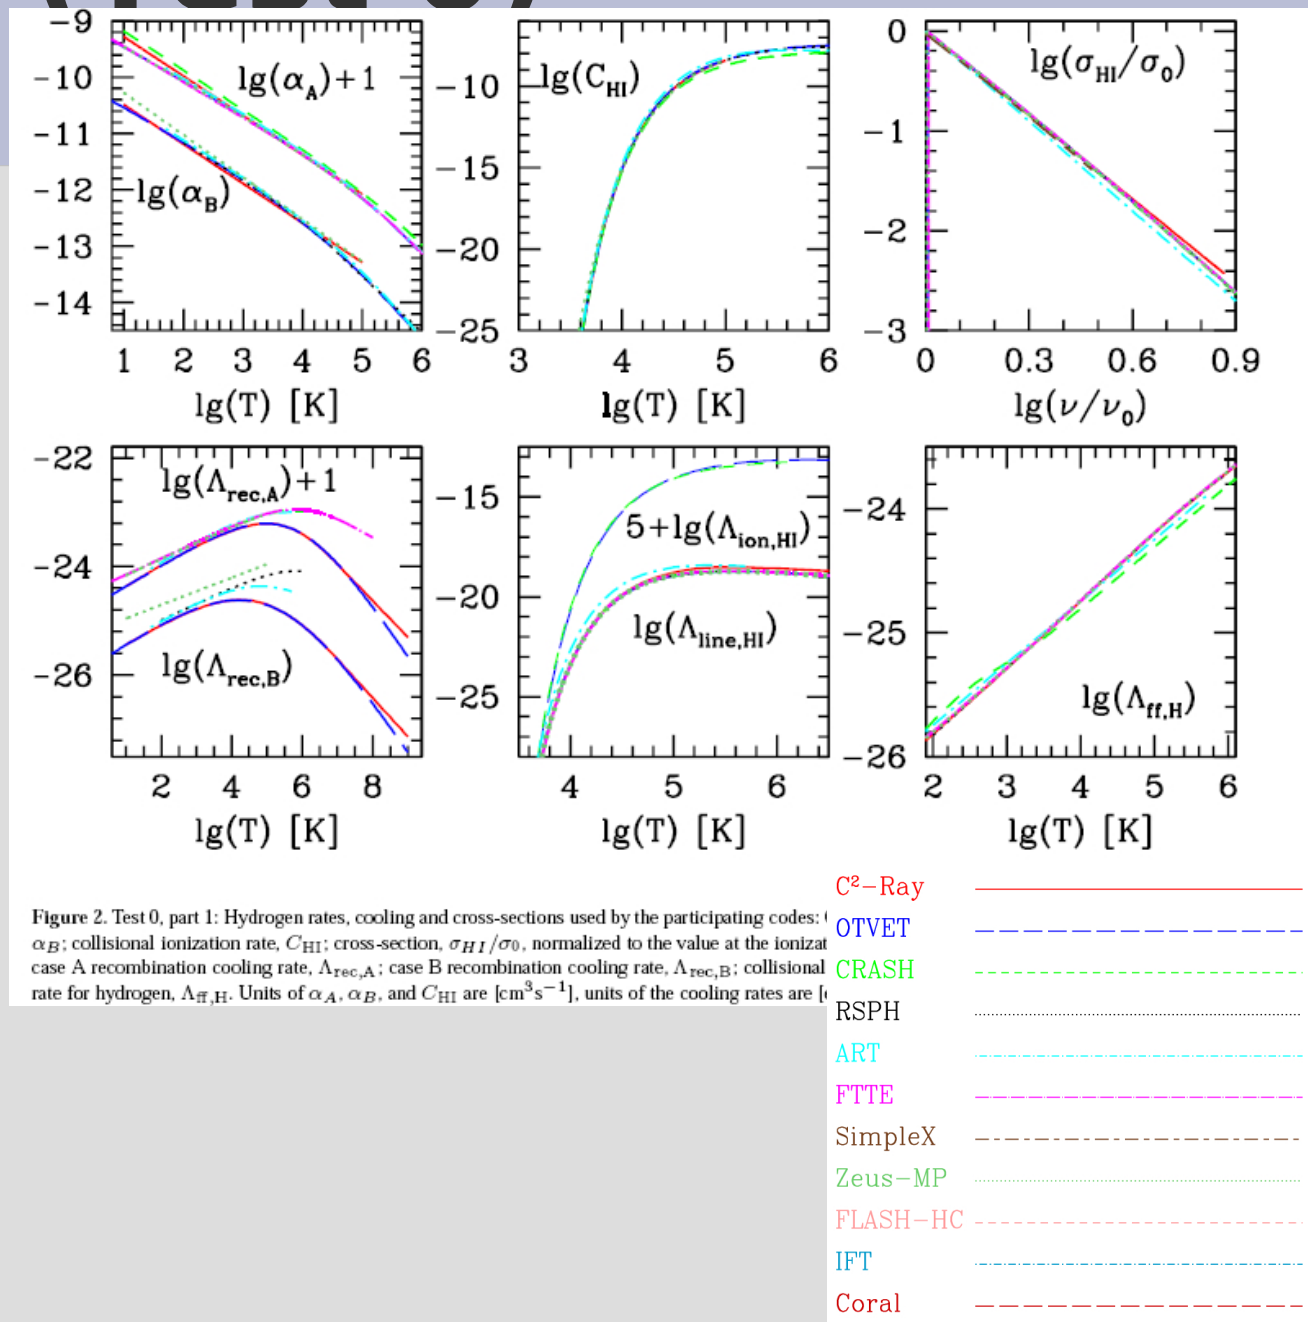 −9
−10
−11
−12
−13
−14
lg(α_A)+1
lg(α_B)
1 2 3 4 5 6
lg(T) [K]
−10
−15
−20
−25
lg(C_HI)
3 4 5 6
lg(T) [K]
0
−1
−2
−3
lg(σ_HI/σ_0)
0 0.3 0.6 0.9
lg(ν/ν_0)
−22
−24
−26
lg(Λ_rec,A)+1
lg(Λ_rec,B)
2 4 6 8
lg(T) [K]
−15
−20
−25
5+lg(Λ_ion,HI)
lg(Λ_line,HI)
4 5 6
lg(T) [K]
−24
−25
−26
lg(Λ_ff,H)
2 3 4 5 6
lg(T) [K]
Figure 2. Test 0, part 1: Hydrogen rates, cooling and cross-sections used by the participating codes:
α_B; collisional ionization rate, C_HI; cross-section, σ_HI/σ_0, normalized to the value at the ionizat
case A recombination cooling rate, Λ_rec,A; case B recombination cooling rate, Λ_rec,B; collisional
rate for hydrogen, Λ_ff,H. Units of α_A, α_B, and C_HI are [cm³s⁻¹], units of the cooling rates are [
C²−Ray
OTVET
CRASH
RSPH
ART
FTTE
SimpleX
Zeus−MP
FLASH−HC
IFT
Coral